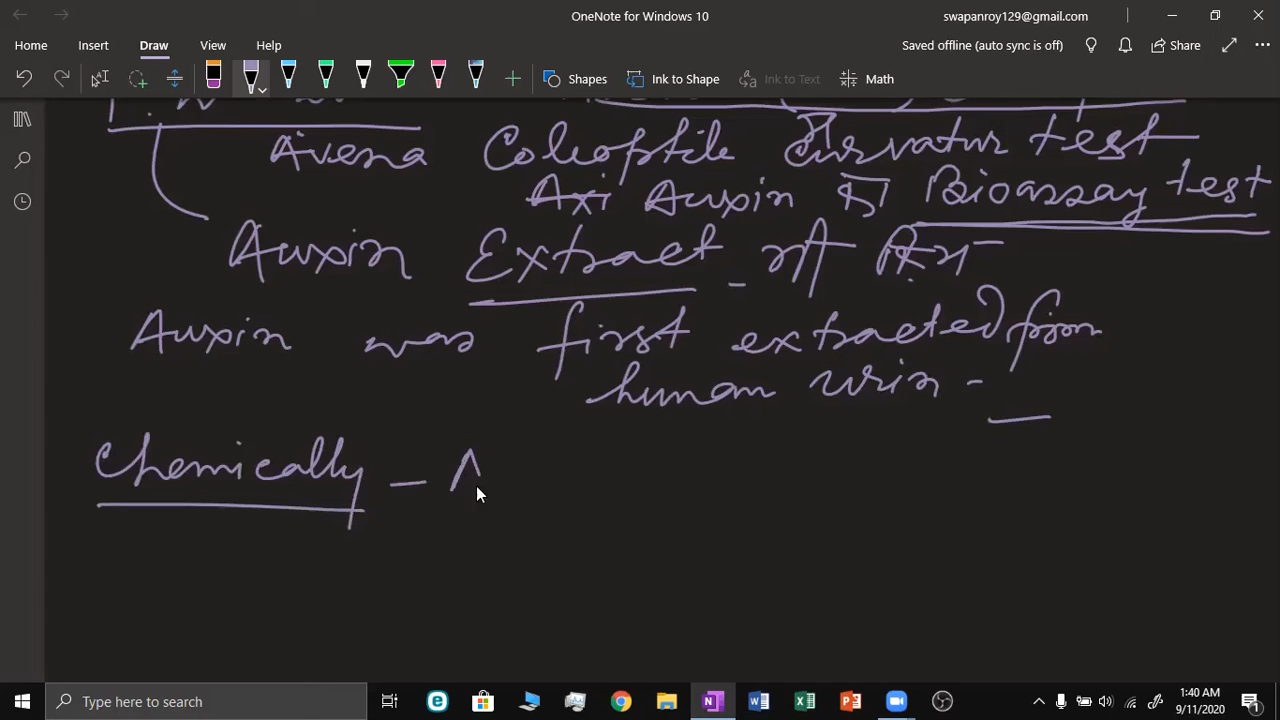 OneNote for Windows 10
swapanroy129@gmail.com
Home Insert Draw View Help
Saved offline (auto sync is off) Share
Shapes Ink to Shape Ink to Text Math
Avena Coleoptile Curvatur test
Axi Auxin Bioassay test
Auxin Extract
Auxin was first extracted from
human urin -
Chemically - A
Type here to search
:40 AM
9/11/2020